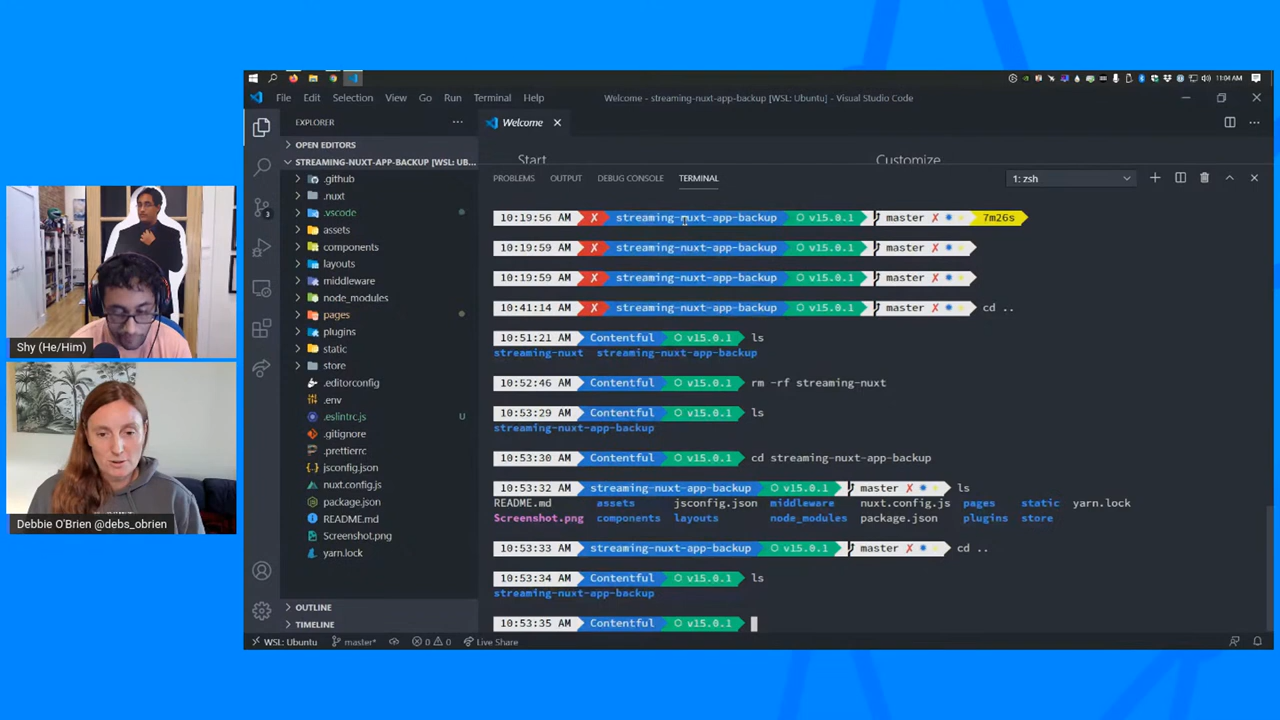 11:04 AM
File Edit Selection View Go Run Terminal Help
Welcome - streaming-nuxt-app-backup [WSL: Ubuntu] - Visual Studio Code
EXPLORER
Welcome
OPEN EDITORS
STREAMING-NUXT-APP-BACKUP [WSL: UB...
Start
Customize
PROBLEMS OUTPUT DEBUG CONSOLE TERMINAL
1: zsh
.github
.nuxt
.vscode
assets
components
layouts
middleware
node_modules
pages
plugins
static
store
.editorconfig
.env
.eslintrc.js U
.gitignore
.prettierrc
jsconfig.json
nuxt.config.js
package.json
README.md
Screenshot.png
yarn.lock
OUTLINE
TIMELINE
10:19:56 AM ✗ streaming-nuxt-app-backup v15.0.1 master ✗ 7m26s
10:19:59 AM ✗ streaming-nuxt-app-backup v15.0.1 master ✗
10:19:59 AM ✗ streaming-nuxt-app-backup v15.0.1 master ✗
10:41:14 AM ✗ streaming-nuxt-app-backup v15.0.1 master ✗ cd ..
10:51:21 AM Contentful v15.0.1 ls
streaming-nuxt streaming-nuxt-app-backup
10:52:46 AM Contentful v15.0.1 rm -rf streaming-nuxt
10:53:29 AM Contentful v15.0.1 ls
streaming-nuxt-app-backup
10:53:30 AM Contentful v15.0.1 cd streaming-nuxt-app-backup
10:53:32 AM streaming-nuxt-app-backup v15.0.1 master ✗ ls
README.md assets jsconfig.json middleware nuxt.config.js pages static yarn.lock
Screenshot.png components layouts node_modules package.json plugins store
10:53:33 AM streaming-nuxt-app-backup v15.0.1 master ✗ cd ..
10:53:34 AM Contentful v15.0.1 ls
streaming-nuxt-app-backup
10:53:35 AM Contentful v15.0.1
WSL: Ubuntu master* 0 0 Live Share
3
Shy (He/Him)
Debbie O'Brien @debs_obrien